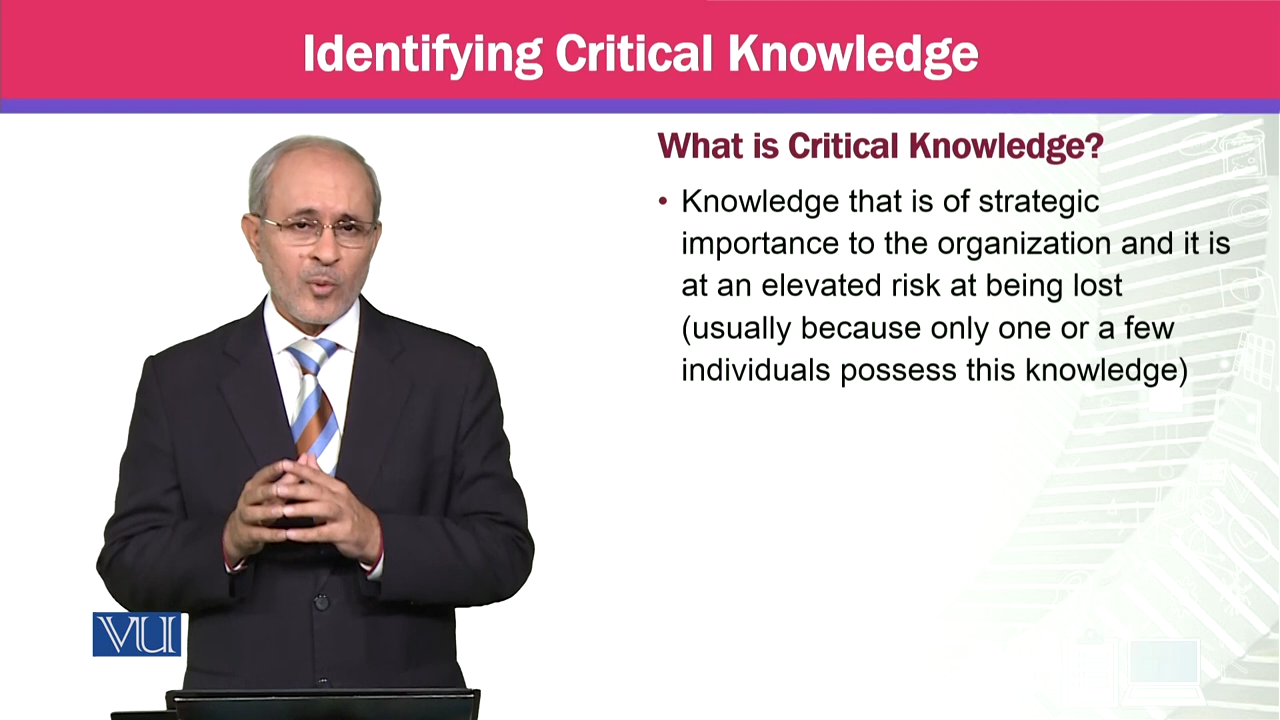 Identifying Critical Knowledge
What is Critical Knowledge?
• Knowledge that is of strategic
importance to the organization and it is
at an elevated risk at being lost
(usually because only one or a few
individuals possess this knowledge)
VU